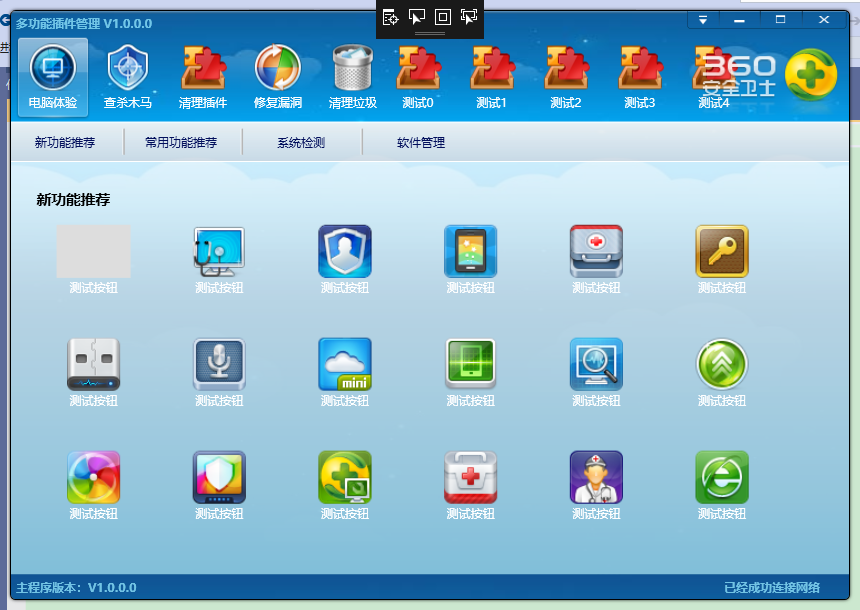 多功能插件管理 V1.0.0.0
电脑体验 查杀木马 清理插件 修复漏洞 清理垃圾 测试0 测试1 测试2 测试3 测试4
360
安全卫士
新功能推荐 常用功能推荐 系统检测 软件管理
新功能推荐
测试按钮 测试按钮 测试按钮 测试按钮 测试按钮 测试按钮
mini
测试按钮 测试按钮 测试按钮 测试按钮 测试按钮 测试按钮
测试按钮 测试按钮 测试按钮 测试按钮 测试按钮 测试按钮
主程序版本: V1.0.0.0 已经成功连接网络